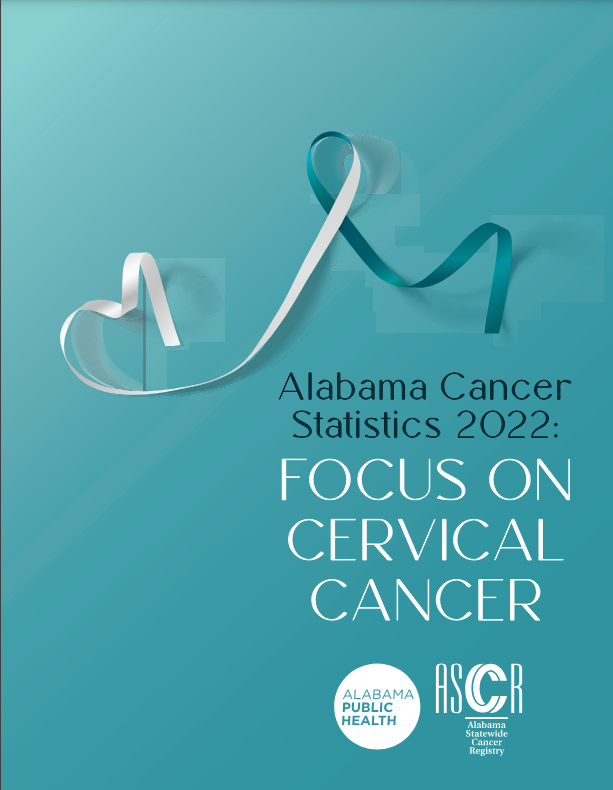 Alabama Cancer
Statistics 2022:
FOCUS ON
CERVICAL
CANCER
ALABAMA
PUBLIC
HEALTH
ASCR
Alabama
Statewide
Cancer
Registry